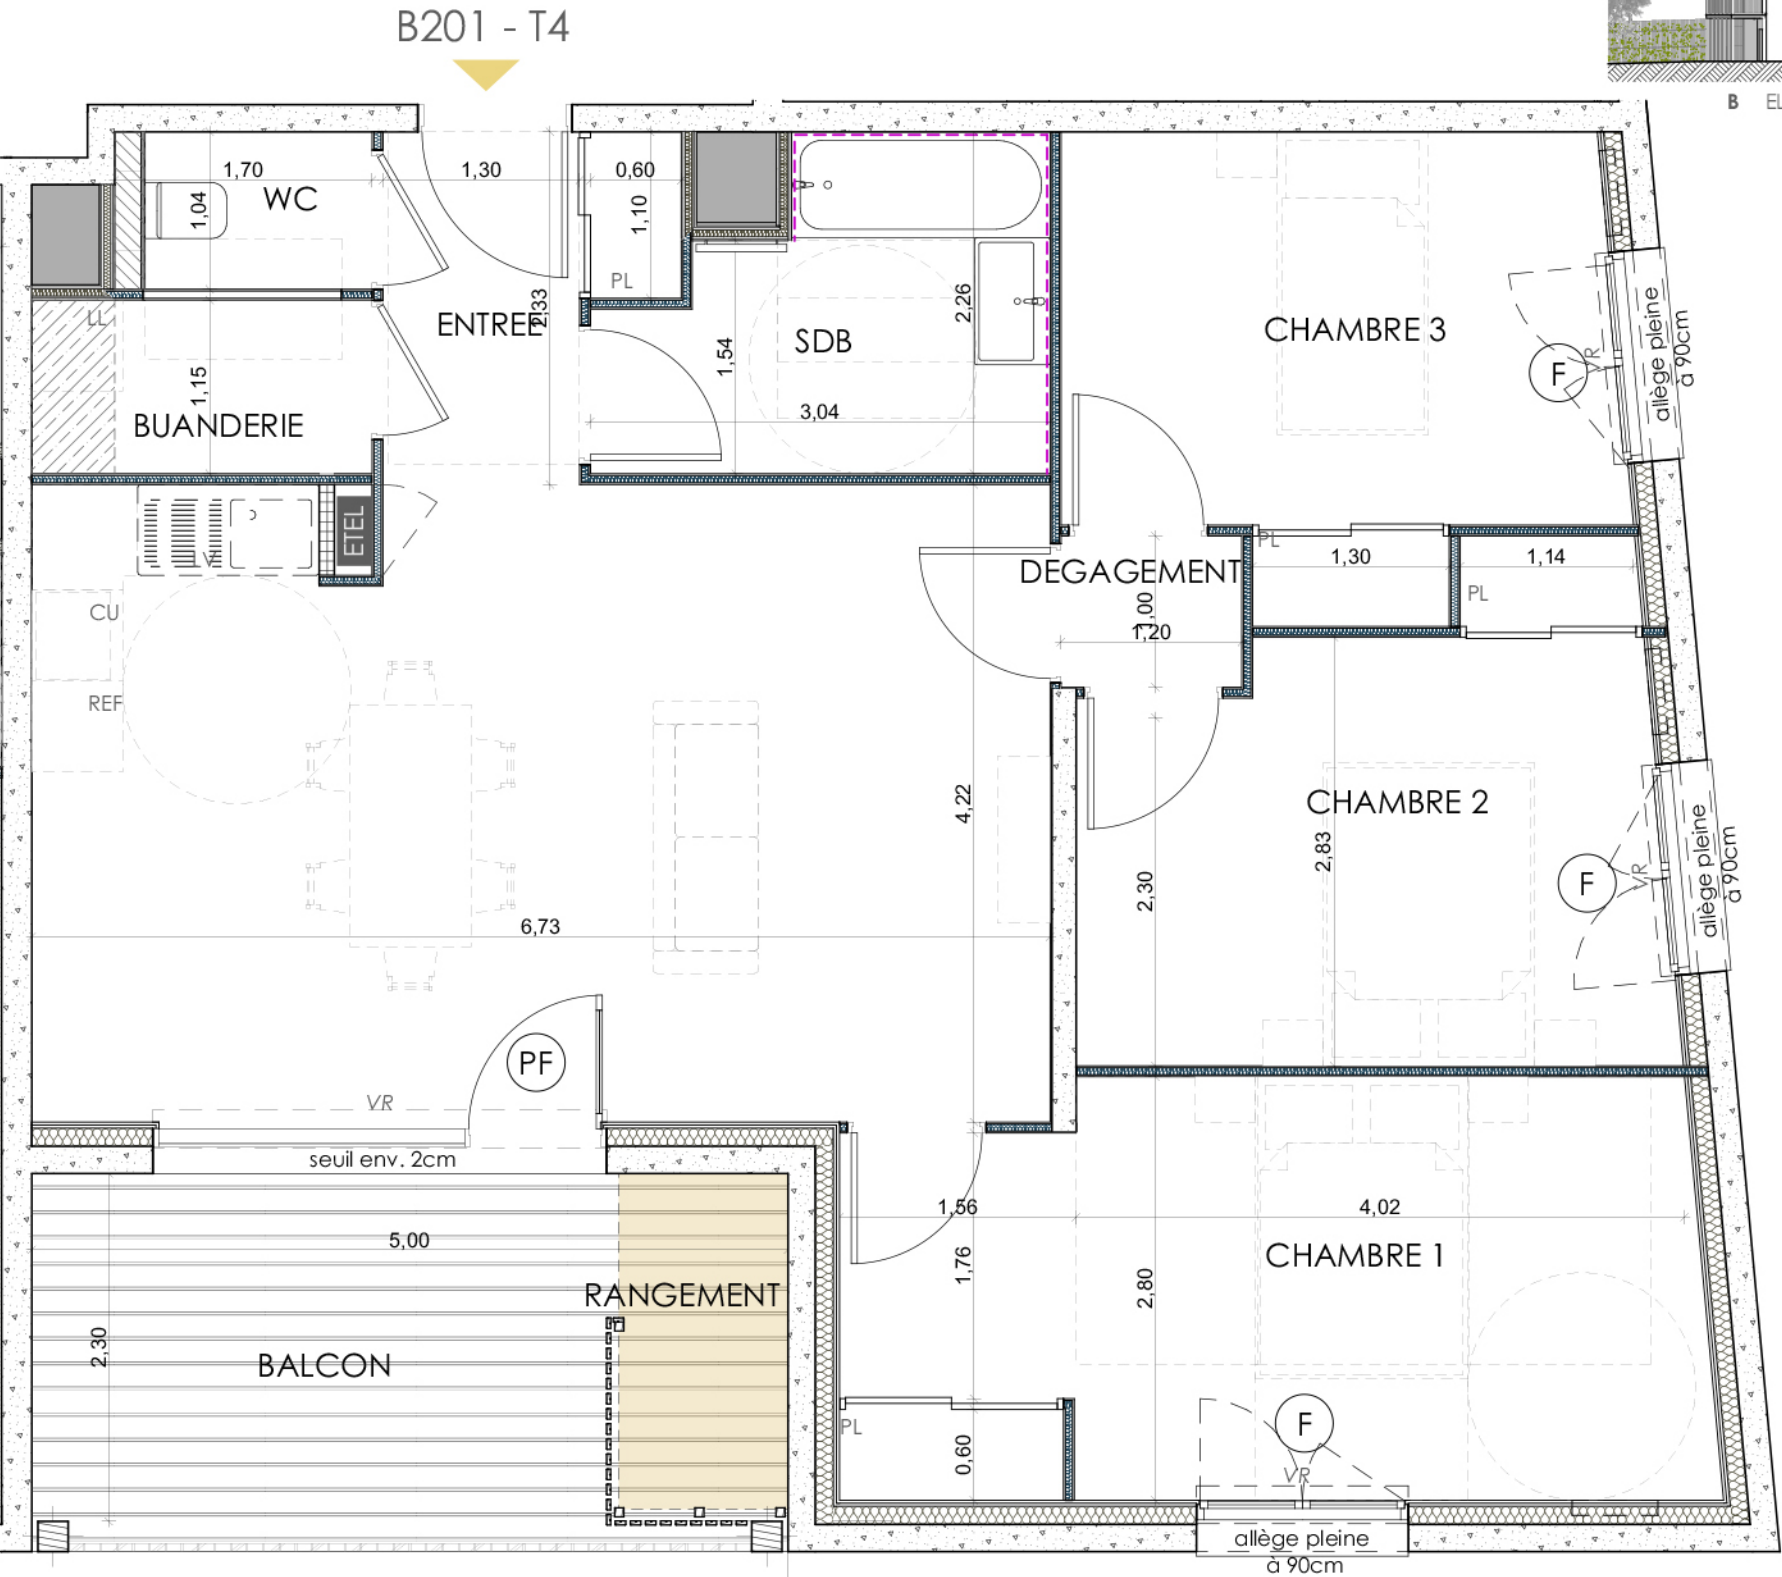 B201 - T4
B EL
1,70
WC
1,04
1,30
0,60
1,10
PL
ENTREE
2,33
SDB
2,26
1,54
3,04
CHAMBRE 3
F
VR
allège pleine
à 90cm
LL
1,15
BUANDERIE
ETEL
LV
CU
REF
DEGAGEMENT
1,00
1,20
PL
1,30
1,14
PL
CHAMBRE 2
2,83
2,30
4,22
F
VR
allège pleine
à 90cm
6,73
PF
VR
seuil env. 2cm
5,00
RANGEMENT
2,30
BALCON
1,56
1,76
4,02
CHAMBRE 1
2,80
PL
0,60
F
VR
allège pleine
à 90cm